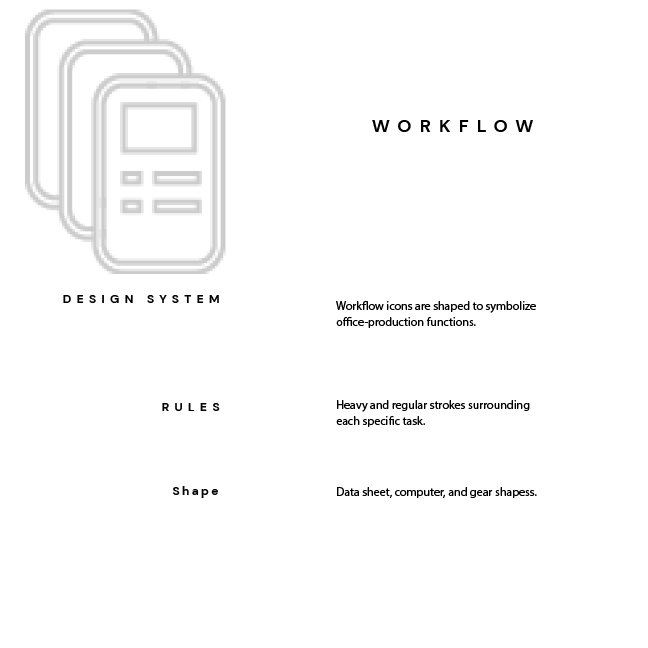 WORKFLOW
DESIGN SYSTEM
Workflow icons are shaped to symbolize
office-production functions.
RULES
Heavy and regular strokes surrounding
each specific task.
Shape
Data sheet, computer, and gear shapess.